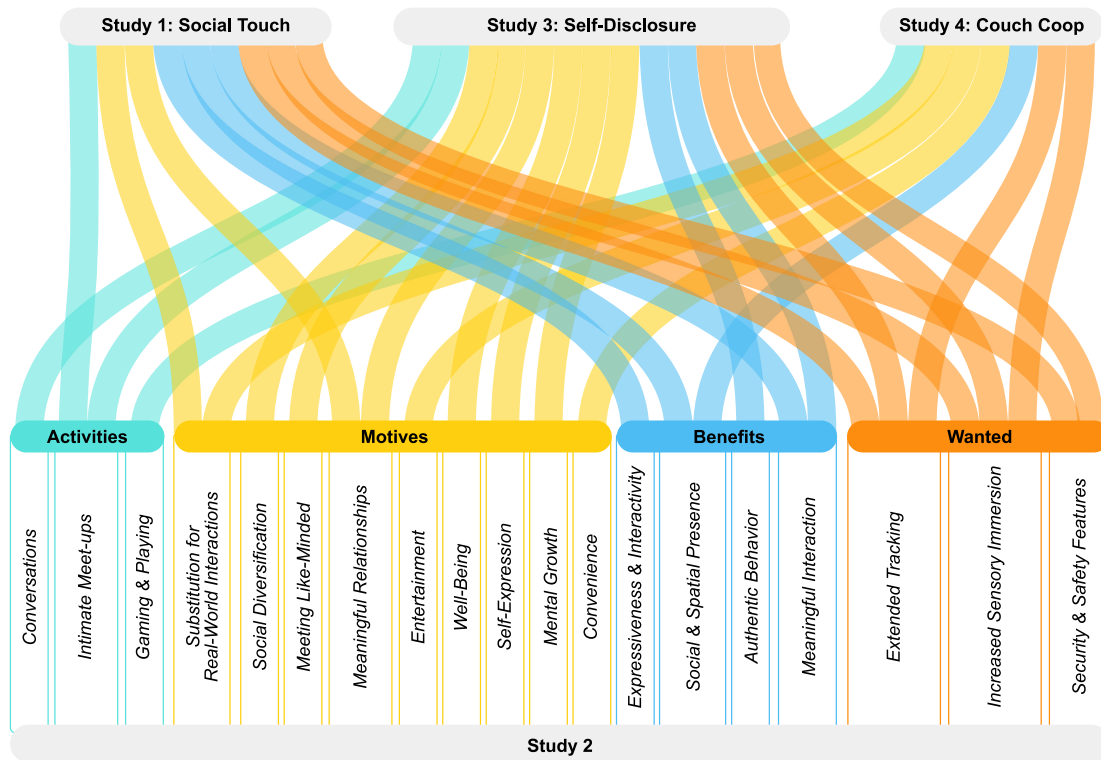 Study 1: Social Touch
Study 3: Self-Disclosure
Study 4: Couch Coop
Activities
Motives
Benefits
Wanted
Conversations
Intimate Meet-ups
Gaming & Playing
Substitution for
Real-World Interactions
Social Diversification
Meeting Like-Minded
Meaningful Relationships
Entertainment
Well-Being
Self-Expression
Mental Growth
Convenience
Expressiveness & Interactivity
Social & Spatial Presence
Authentic Behavior
Meaningful Interaction
Extended Tracking
Increased Sensory Immersion
Security & Safety Features
Study 2